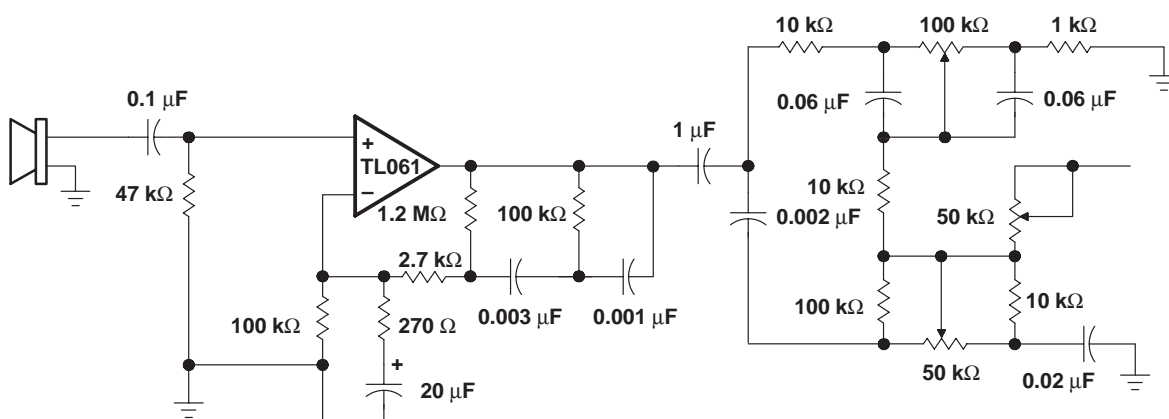 10 kΩ
100 kΩ
1 kΩ
0.1 μF
0.06 μF
0.06 μF
+
TL061
−
1 μF
47 kΩ
1.2 MΩ
100 kΩ
0.002 μF
10 kΩ
50 kΩ
2.7 kΩ
100 kΩ
270 Ω
0.003 μF
0.001 μF
100 kΩ
10 kΩ
+
20 μF
50 kΩ
0.02 μF